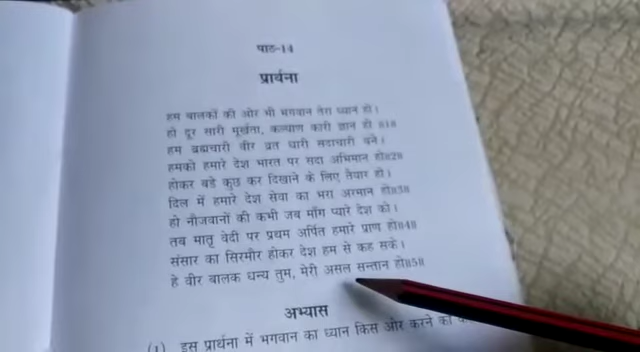 पाठ-14
प्रार्थना
हम बालकों की ओर भी भगवान तेरा ध्यान हो।
हो दूर सारी मूर्खता, कल्याण कारी ज्ञान हो॥1॥
हम ब्रह्मचारी वीर व्रत धारी सदाचारी बनें।
हमको हमारे देश भारत पर सदा अभिमान हो॥2॥
होकर बड़े कुछ कर दिखाने के लिए तैयार हों।
दिल में हमारे देश सेवा का भरा अरमान हो॥3॥
हो नौजवानों की कभी जब माँग प्यारे देश को।
तब मातृ वेदी पर प्रथम अर्पित हमारे प्राण हो॥4॥
संसार का सिरमौर होकर देश हम से कह सके।
हे वीर बालक धन्य तुम, मेरी असल सन्तान हो॥5॥
अभ्यास
(1) इस प्रार्थना में भगवान का ध्यान किस ओर करने को